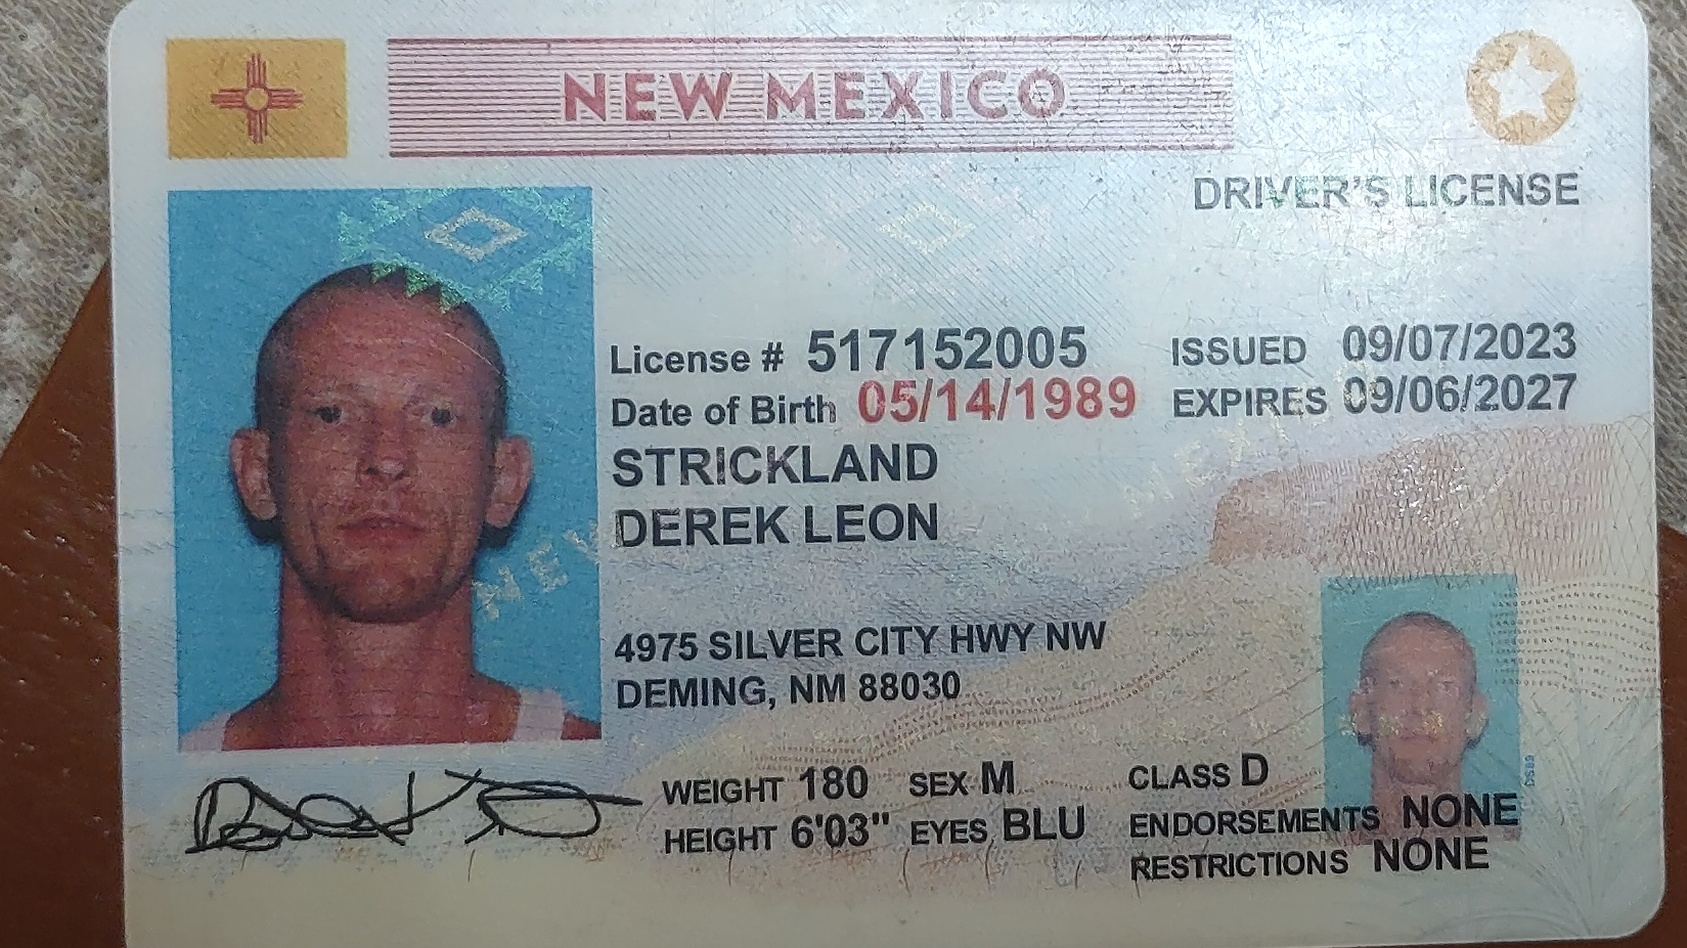 NEW MEXICO
DRIVER'S LICENSE
License # 517152005
ISSUED 09/07/2023
Date of Birth 05/14/1989
EXPIRES 09/06/2027
STRICKLAND
DEREK LEON
4975 SILVER CITY HWY NW
DEMING, NM 88030
WEIGHT 180 SEX M
CLASS D
HEIGHT 6'03" EYES BLU
ENDORSEMENTS NONE
RESTRICTIONS NONE